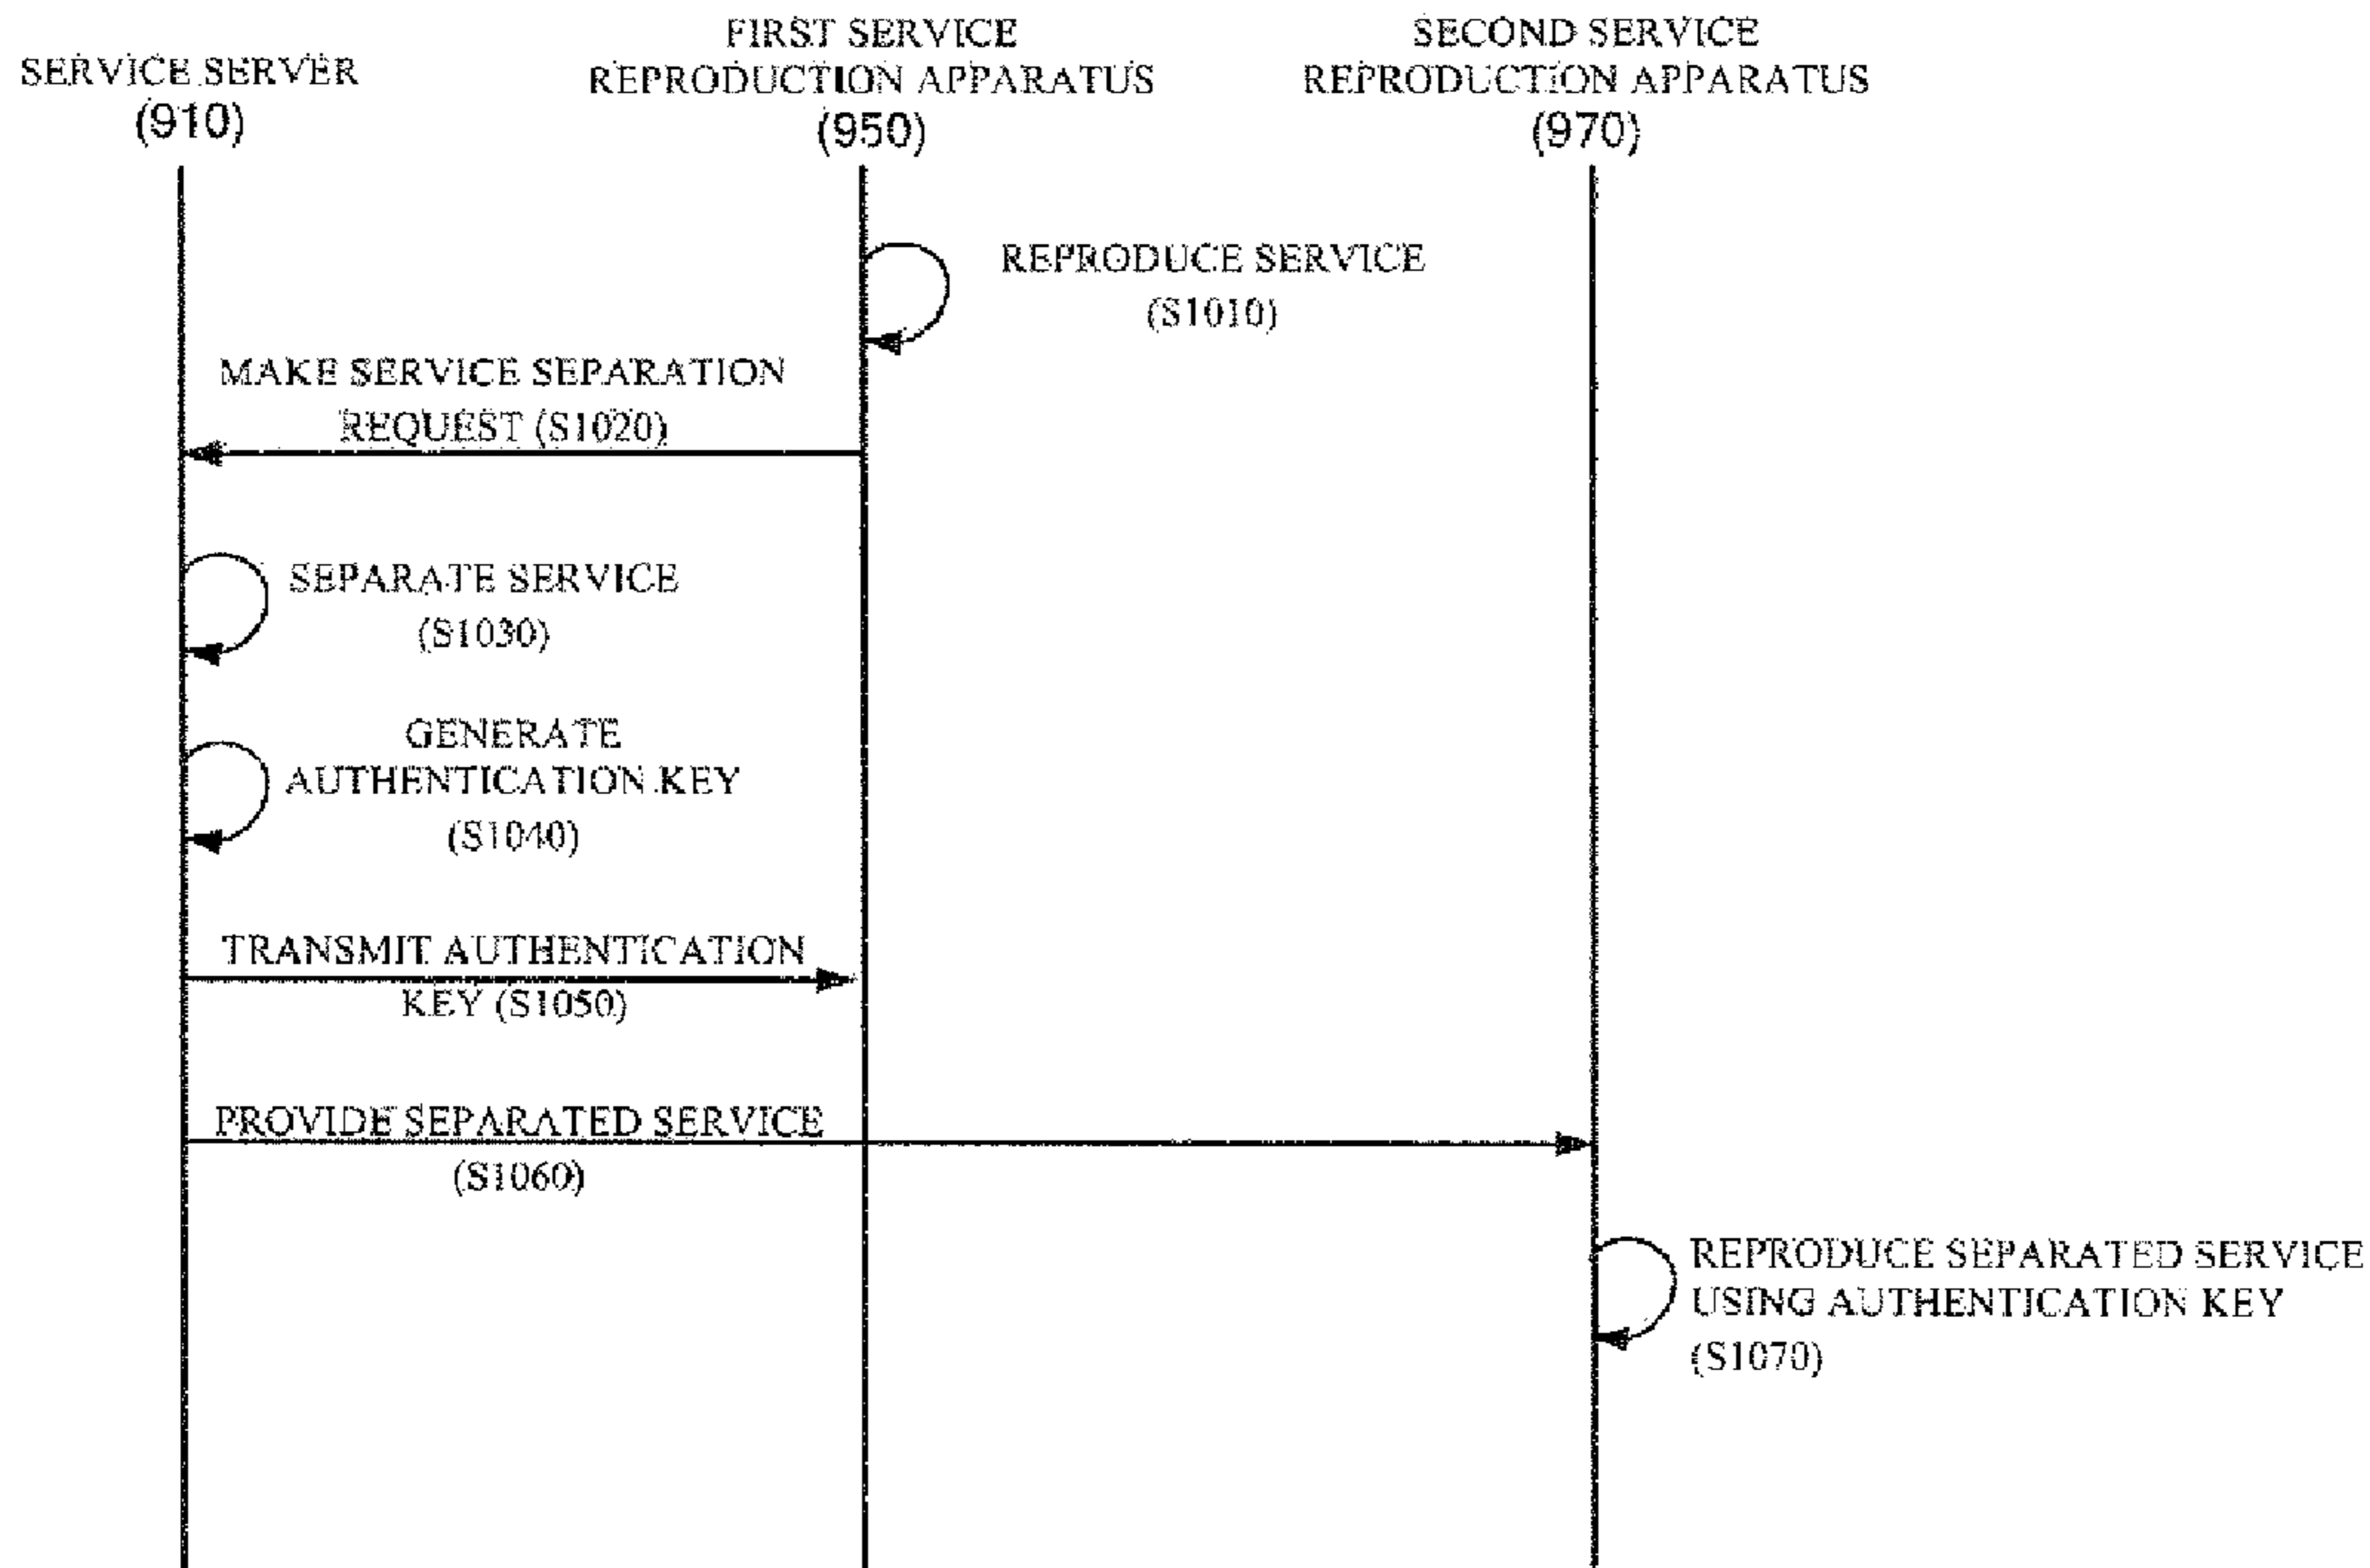 SERVICE SERVER
(910)
FIRST SERVICE
REPRODUCTION APPARATUS
(950)
SECOND SERVICE
REPRODUCTION APPARATUS
(970)
REPRODUCE SERVICE
(S1010)
MAKE SERVICE SEPARATION
REQUEST (S1020)
SEPARATE SERVICE
(S1030)
GENERATE
AUTHENTICATION KEY
(S1040)
TRANSMIT AUTHENTICATION
KEY (S1050)
PROVIDE SEPARATED SERVICE
(S1060)
REPRODUCE SEPARATED SERVICE
USING AUTHENTICATION KEY
(S1070)